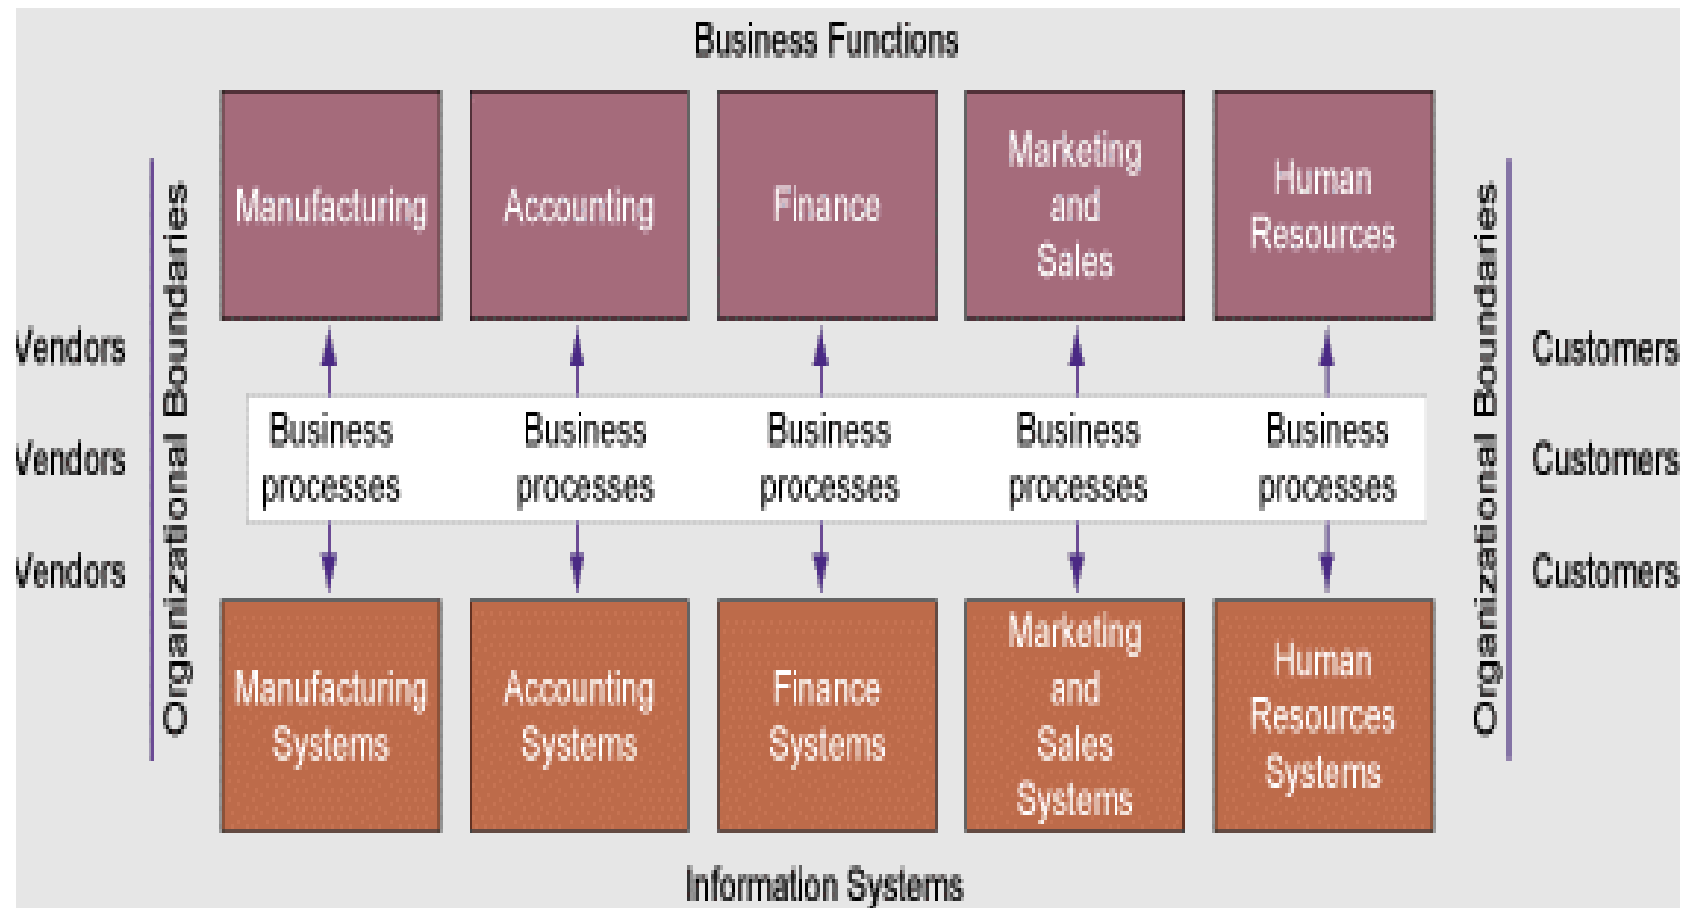 Business Functions
Manufacturing
Accounting
Finance
Marketing
and
Sales
Human
Resources
Organizational Boundaries
Organizational Boundaries
Vendors
Vendors
Vendors
Customers
Customers
Customers
Business
processes
Business
processes
Business
processes
Business
processes
Business
processes
Manufacturing
Systems
Accounting
Systems
Finance
Systems
Marketing
and
Sales
Systems
Human
Resources
Systems
Information Systems